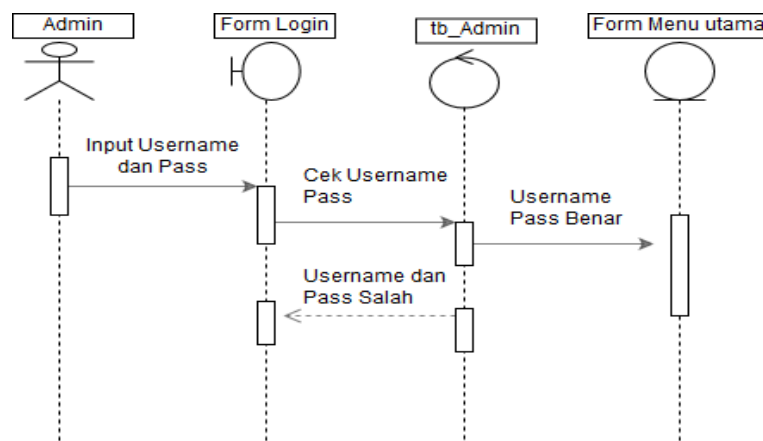 Admin
Form Login
tb_Admin
Form Menu utama
Input Username
dan Pass
Cek Username
Pass
Username
Pass Benar
Username dan
Pass Salah